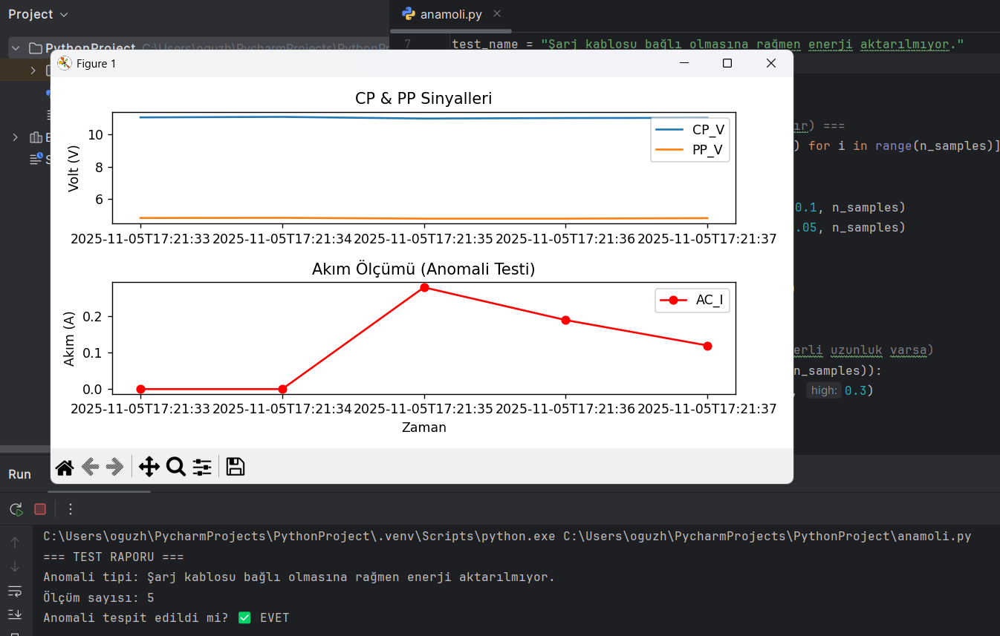 Project
anamoli.py
PythonProject C:\Users\oguzh\PycharmProjects\PythonPr
7 test_name = "Şarj kablosu bağlı olmasına rağmen enerji aktarılmıyor."
Figure 1
CP & PP Sinyalleri
Volt (V)
10
8
6
CP_V
PP_V
2025-11-05T17:21:33 2025-11-05T17:21:34 2025-11-05T17:21:35 2025-11-05T17:21:36 2025-11-05T17:21:37
Akım Ölçümü (Anomali Testi)
Akım (A)
0.2
0.1
0.0
AC_I
2025-11-05T17:21:33 2025-11-05T17:21:34 2025-11-05T17:21:35 2025-11-05T17:21:36 2025-11-05T17:21:37
Zaman
ır) ===
) for i in range(n_samples)]
0.1, n_samples)
.05, n_samples)
erli uzunluk varsa)
n_samples)):
, high: 0.3)
Run
C:\Users\oguzh\PycharmProjects\PythonProject\.venv\Scripts\python.exe C:\Users\oguzh\PycharmProjects\PythonProject\anamoli.py
=== TEST RAPORU ===
Anomali tipi: Şarj kablosu bağlı olmasına rağmen enerji aktarılmıyor.
Ölçüm sayısı: 5
Anomali tespit edildi mi? ✅ EVET